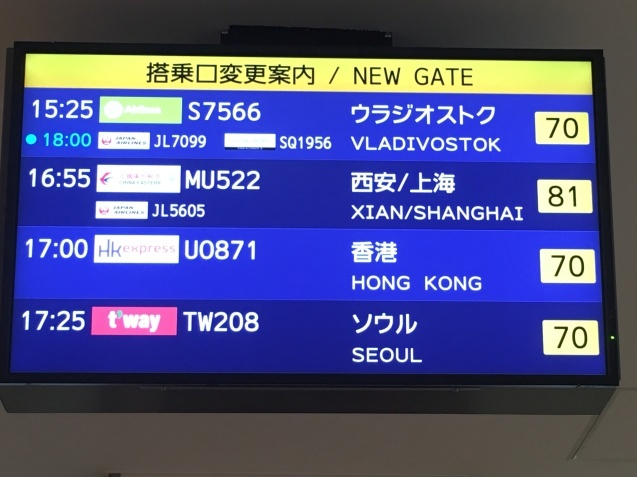 搭乗口変更案内 / NEW GATE
15:25 Airlines S7566 ウラジオストク 70
18:00 JAPAN AIRLINES JL7099 SQ1956 VLADIVOSTOK
16:55 CHINA EASTERN MU522 西安/上海 81
JAPAN AIRLINES JL5605 XIAN/SHANGHAI
17:00 HK express UO871 香港 70
HONG KONG
17:25 t'way TW208 ソウル 70
SEOUL